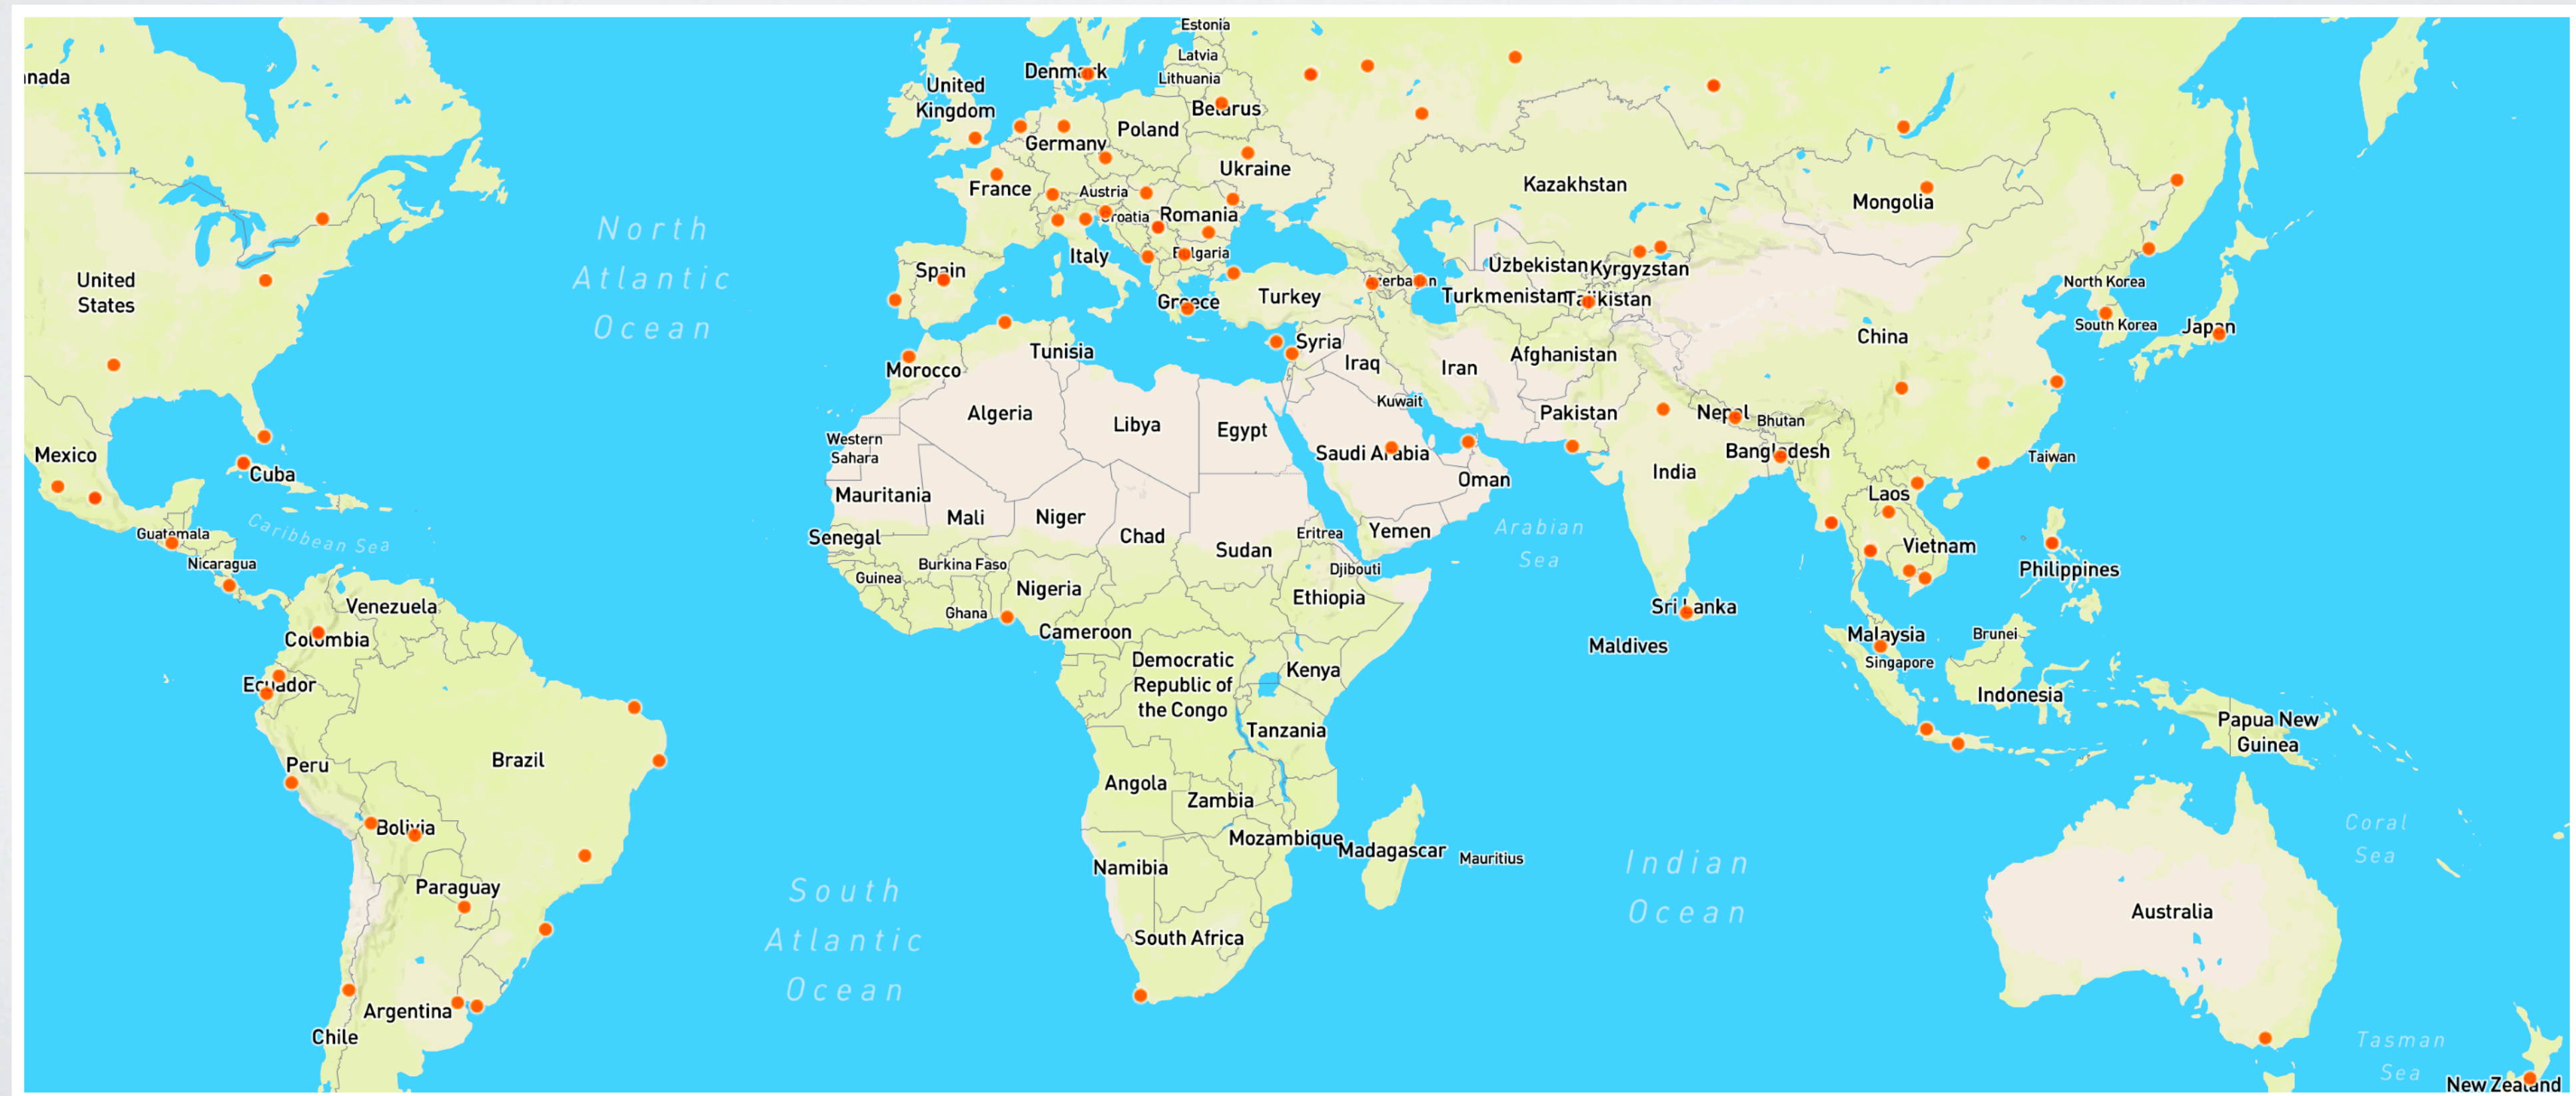 Estonia
Latvia
Lithuania
nada
Denmark
United
Kingdom
Belarus
Poland
Germany
Ukraine
France
Austria
Kazakhstan
Mongolia
Croatia
Romania
North
Atlantic
Ocean
Italy
Bulgaria
Spain
Uzbekistan
Kyrgyzstan
United
States
Azerbaijan
North Korea
Greece
Turkey
Turkmenistan
Tajikistan
South Korea
Japan
China
Syria
Tunisia
Iraq
Iran
Afghanistan
Morocco
Kuwait
Algeria
Libya
Egypt
Pakistan
Nepal
Bhutan
Western
Sahara
Saudi Arabia
Bangladesh
Taiwan
Mexico
Cuba
India
Oman
Mauritania
Laos
Mali
Niger
Caribbean Sea
Guatemala
Senegal
Chad
Sudan
Eritrea
Yemen
Arabian
Sea
Vietnam
Nicaragua
Burkina Faso
Djibouti
Philippines
Guinea
Nigeria
Ethiopia
Venezuela
Ghana
Sri Lanka
Colombia
Cameroon
Maldives
Malaysia
Brunei
Singapore
Democratic
Republic of
the Congo
Kenya
Ecuador
Indonesia
Tanzania
Papua New
Guinea
Brazil
Peru
Angola
Zambia
Bolivia
Mozambique
Madagascar
Mauritius
Coral
Sea
Namibia
Indian
Ocean
Paraguay
South
Atlantic
Ocean
Australia
South Africa
Argentina
Chile
Tasman
Sea
New Zealand